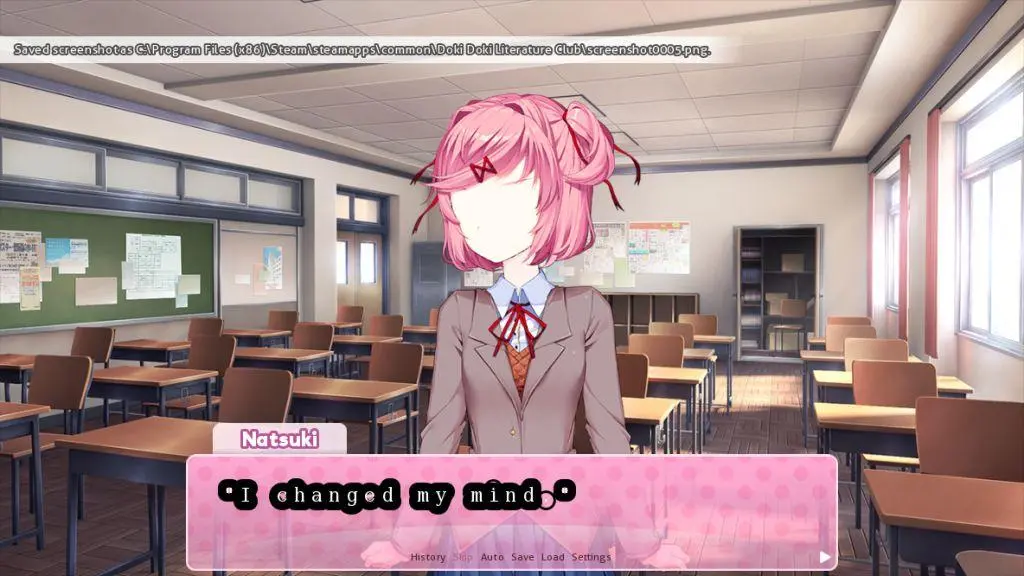 Saved screenshot as C:\Program Files (x86)\Steam\steamapps\common\Doki Doki Literature Club\screenshot0005.png.
Natsuki
"I changed my mind."
History Skip Auto Save Load Settings